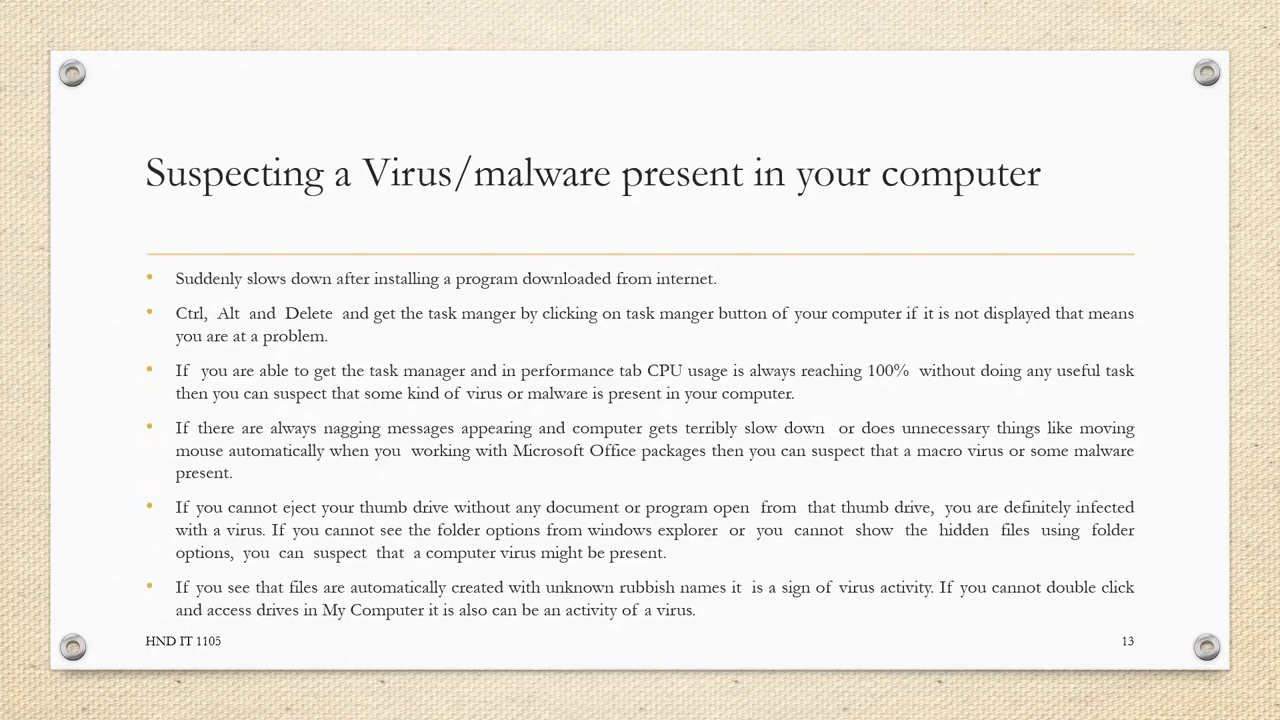 Suspecting a Virus/malware present in your computer
• Suddenly slows down after installing a program downloaded from internet.
• Ctrl, Alt and Delete and get the task manger by clicking on task manger button of your computer if it is not displayed that means
you are at a problem.
• If you are able to get the task manager and in performance tab CPU usage is always reaching 100% without doing any useful task
then you can suspect that some kind of virus or malware is present in your computer.
• If there are always nagging messages appearing and computer gets terribly slow down or does unnecessary things like moving
mouse automatically when you working with Microsoft Office packages then you can suspect that a macro virus or some malware
present.
• If you cannot eject your thumb drive without any document or program open from that thumb drive, you are definitely infected
with a virus. If you cannot see the folder options from windows explorer or you cannot show the hidden files using folder
options, you can suspect that a computer virus might be present.
• If you see that files are automatically created with unknown rubbish names it is a sign of virus activity. If you cannot double click
and access drives in My Computer it is also can be an activity of a virus.
HND IT 1105
13